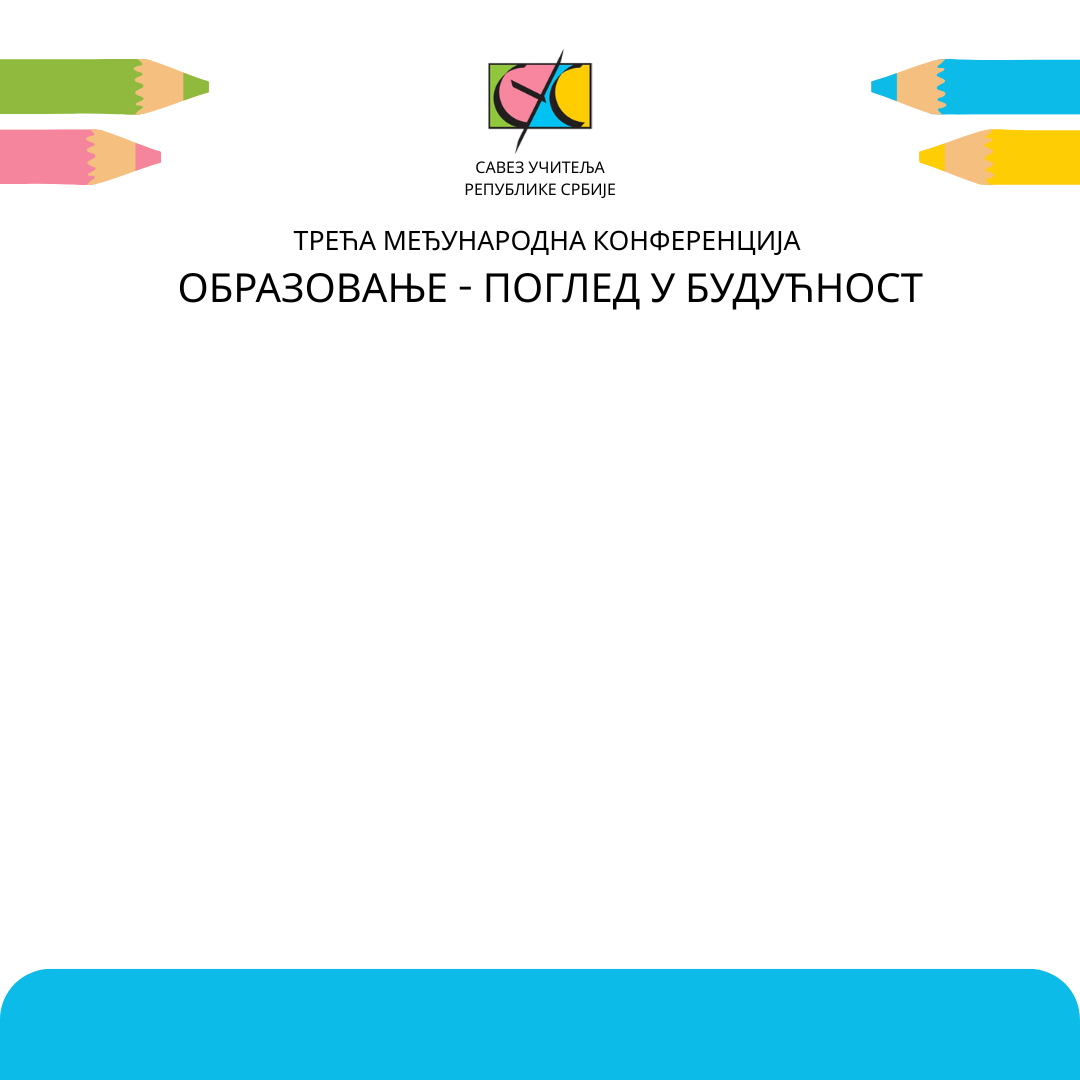 САВЕЗ УЧИТЕЉА
РЕПУБЛИКЕ СРБИЈЕ
ТРЕЋА МЕЂУНАРОДНА КОНФЕРЕНЦИЈА
ОБРАЗОВАЊЕ - ПОГЛЕД У БУДУЋНОСТ